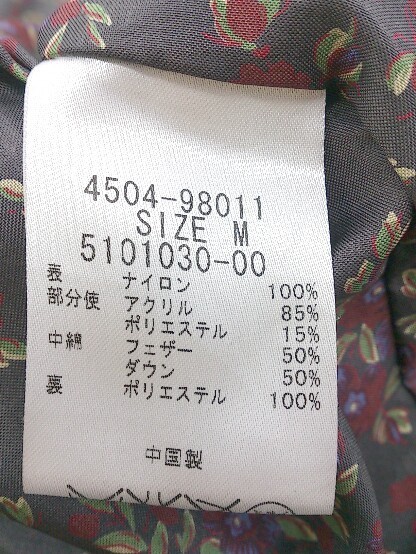 4504-98011
SIZE M
5101030-00
表 ナイロン 100%
部分使 アクリル 85%
ポリエステル 15%
中綿 フェザー 50%
ダウン 50%
裏 ポリエステル 100%
中国製